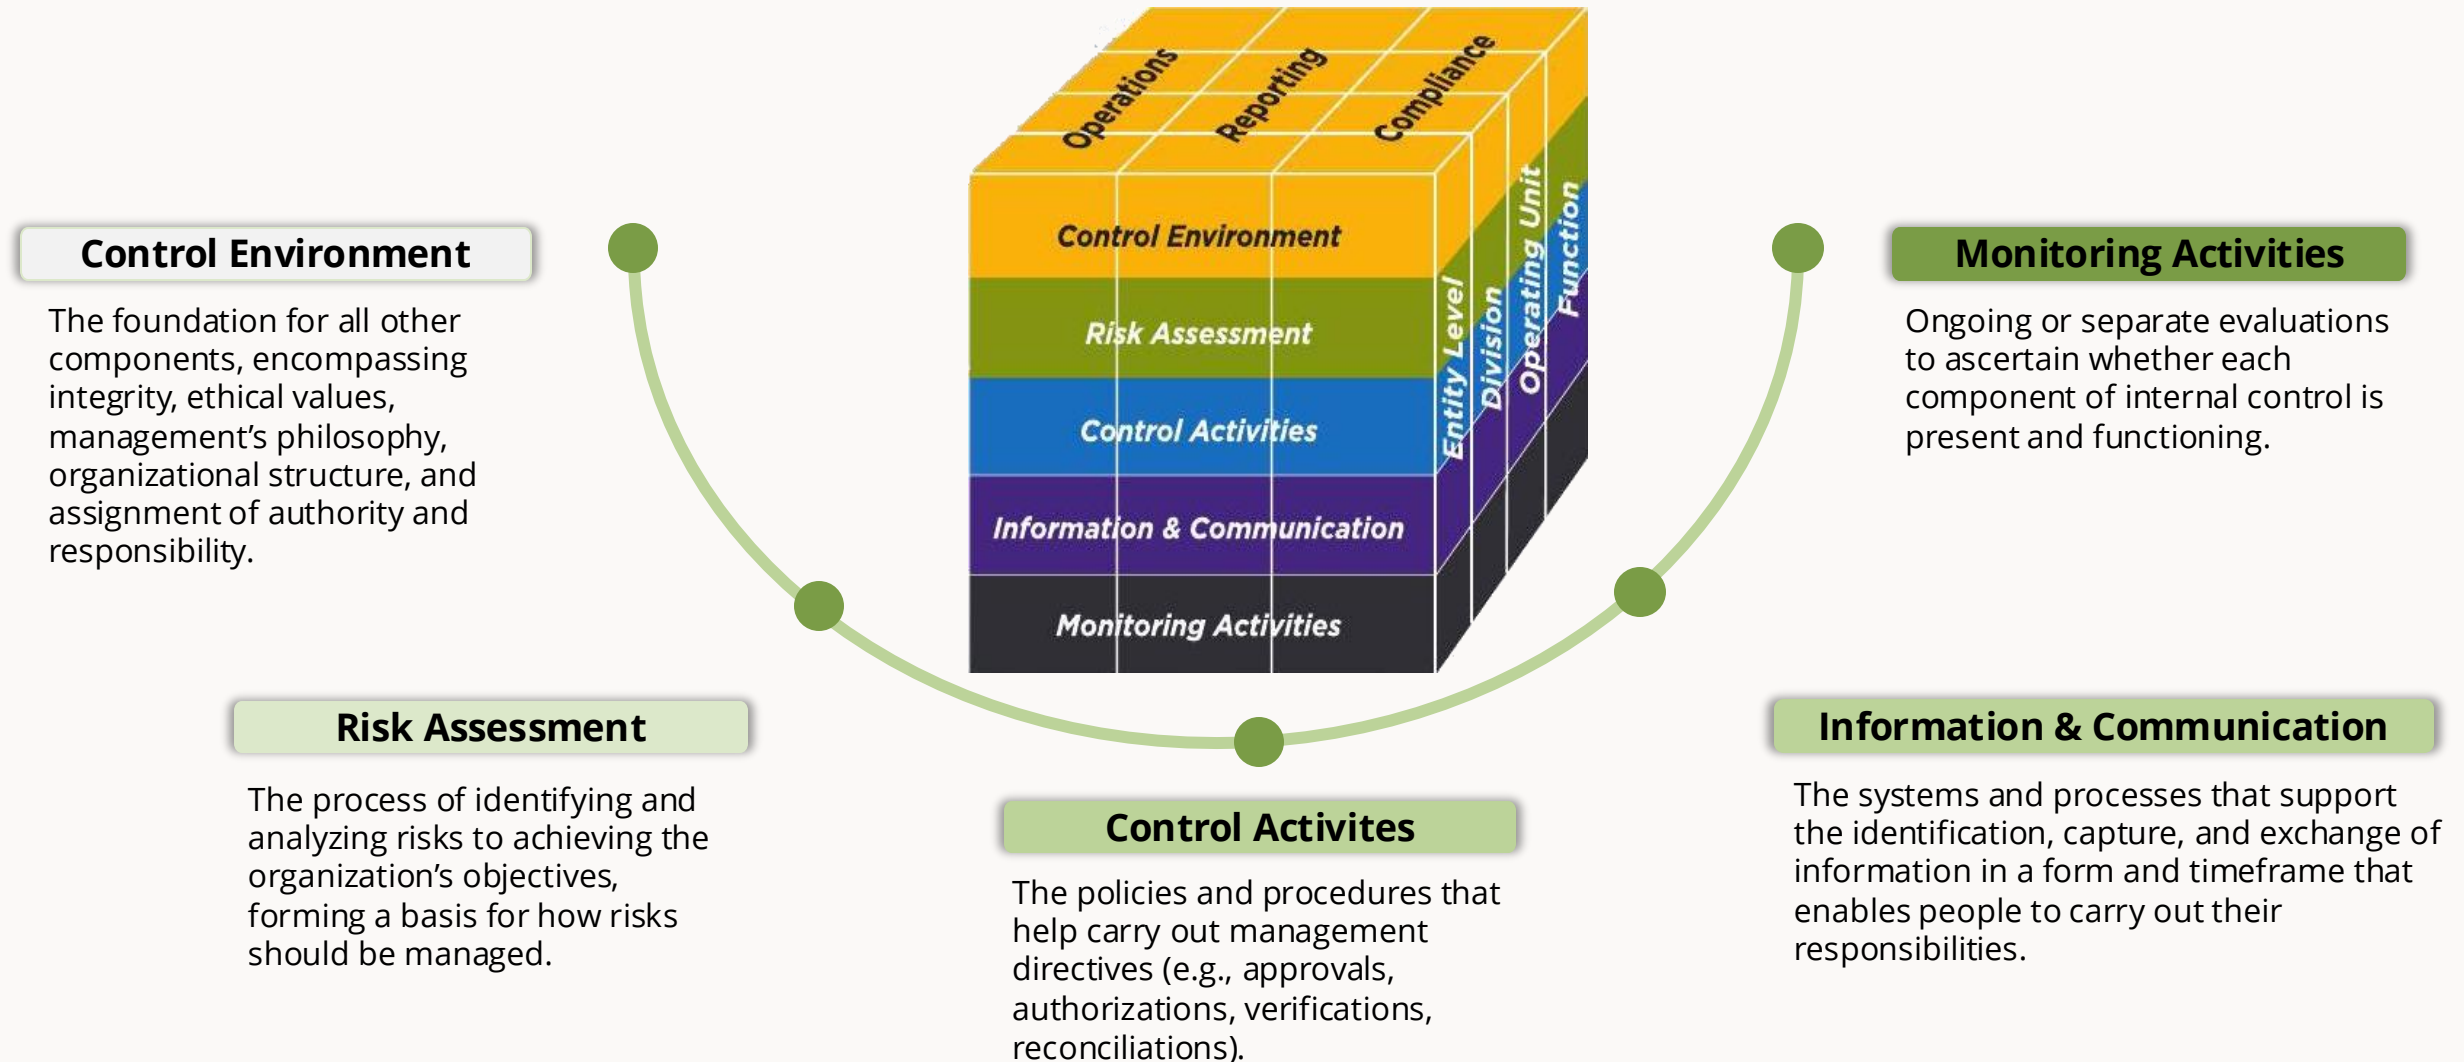 Operations
Reporting
Compliance
Control Environment
Risk Assessment
Control Activities
Information & Communication
Monitoring Activities
Entity Level
Division
Operating Unit
Function
Control Environment
The foundation for all other
components, encompassing
integrity, ethical values,
management’s philosophy,
organizational structure, and
assignment of authority and
responsibility.
Risk Assessment
The process of identifying and
analyzing risks to achieving the
organization’s objectives,
forming a basis for how risks
should be managed.
Control Activites
The policies and procedures that
help carry out management
directives (e.g., approvals,
authorizations, verifications,
reconciliations).
Information & Communication
The systems and processes that support
the identification, capture, and exchange of
information in a form and timeframe that
enables people to carry out their
responsibilities.
Monitoring Activities
Ongoing or separate evaluations
to ascertain whether each
component of internal control is
present and functioning.